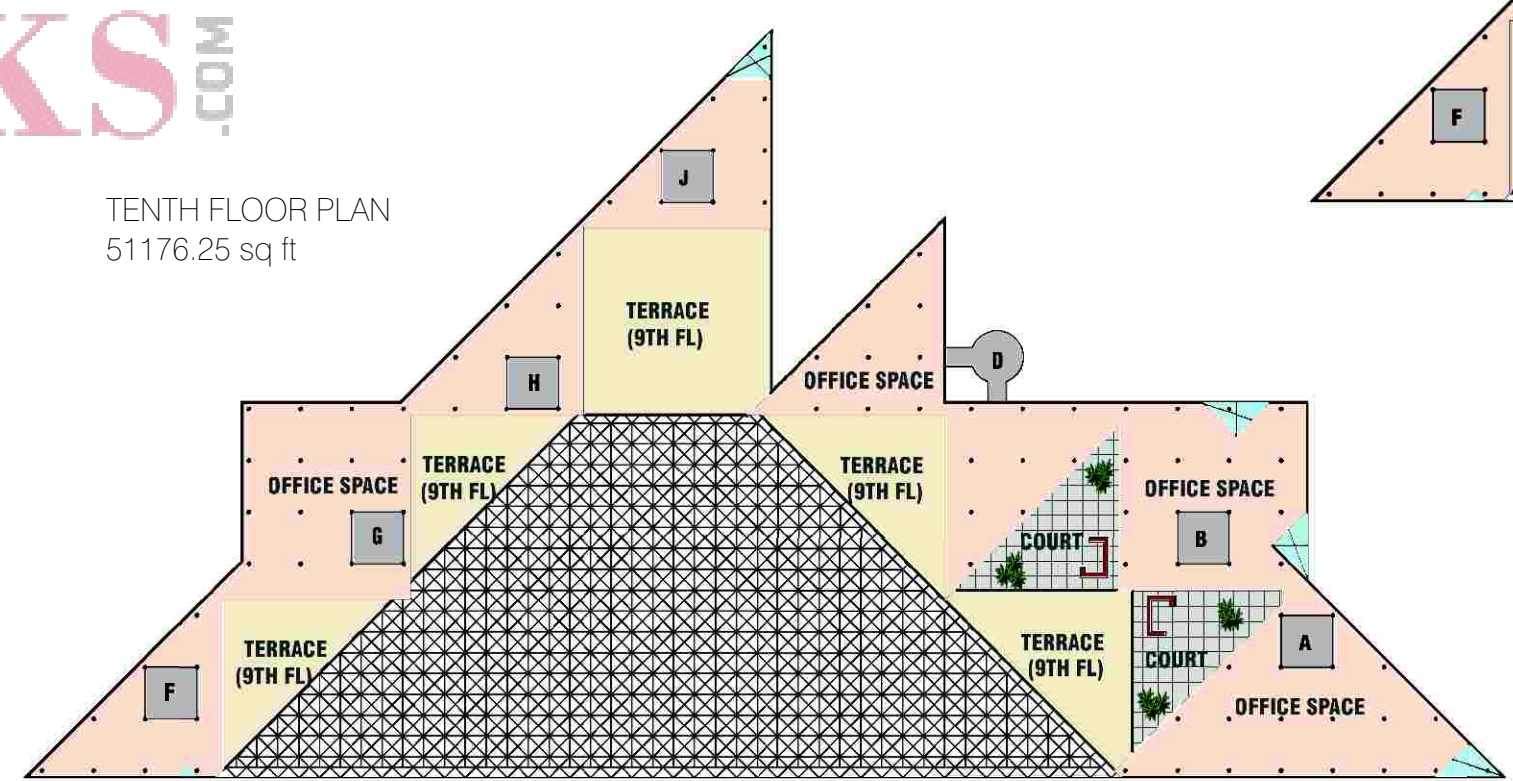 KS
.COM
TENTH FLOOR PLAN
51176.25 sq ft
F
J
TERRACE
(9TH FL)
H
OFFICE SPACE
D
OFFICE SPACE
G
TERRACE
(9TH FL)
TERRACE
(9TH FL)
COURT
OFFICE SPACE
B
F
TERRACE
(9TH FL)
TERRACE
(9TH FL)
COURT
A
OFFICE SPACE